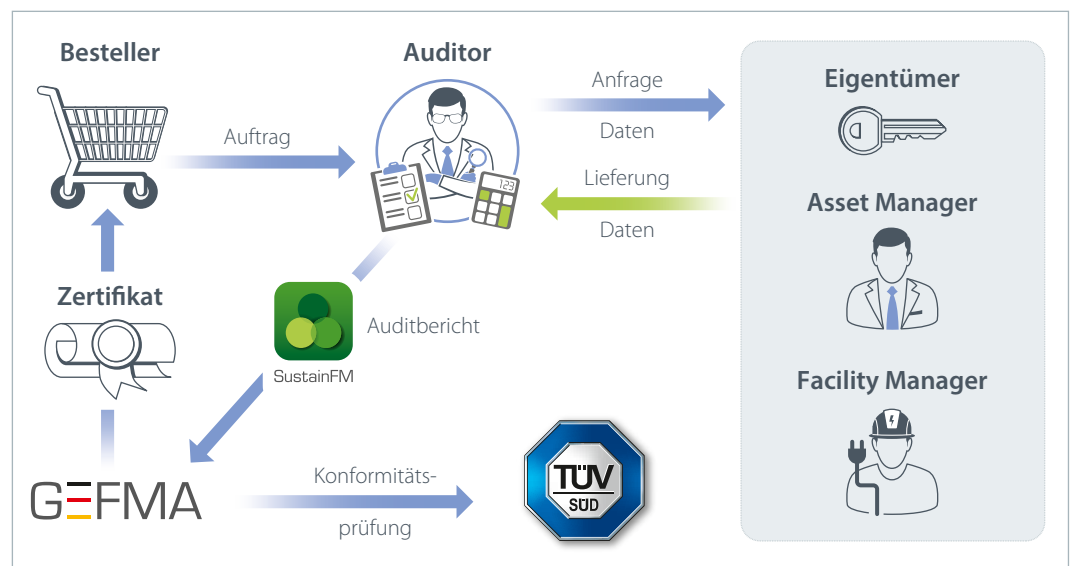 Besteller
Auditor
Auftrag
Anfrage
Daten
Lieferung
Daten
Eigentümer
Asset Manager
Facility Manager
123
Zertifikat
Auditbericht
SustainFM
GEFMA
Konformitäts-
prüfung
TÜV
SÜD